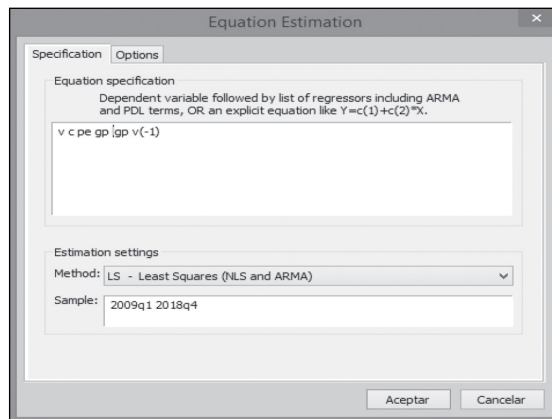 Equation Estimation
Specification
Options
Equation specification
Dependent variable followed by list of regressors including ARMA
and PDL terms, OR an explicit equation like Y=c(1)+c(2)*X.
v c pe gp gp v(-1)
Estimation settings
Method: LS - Least Squares (NLS and ARMA)
Sample: 2009q1 2018q4
Aceptar
Cancelar